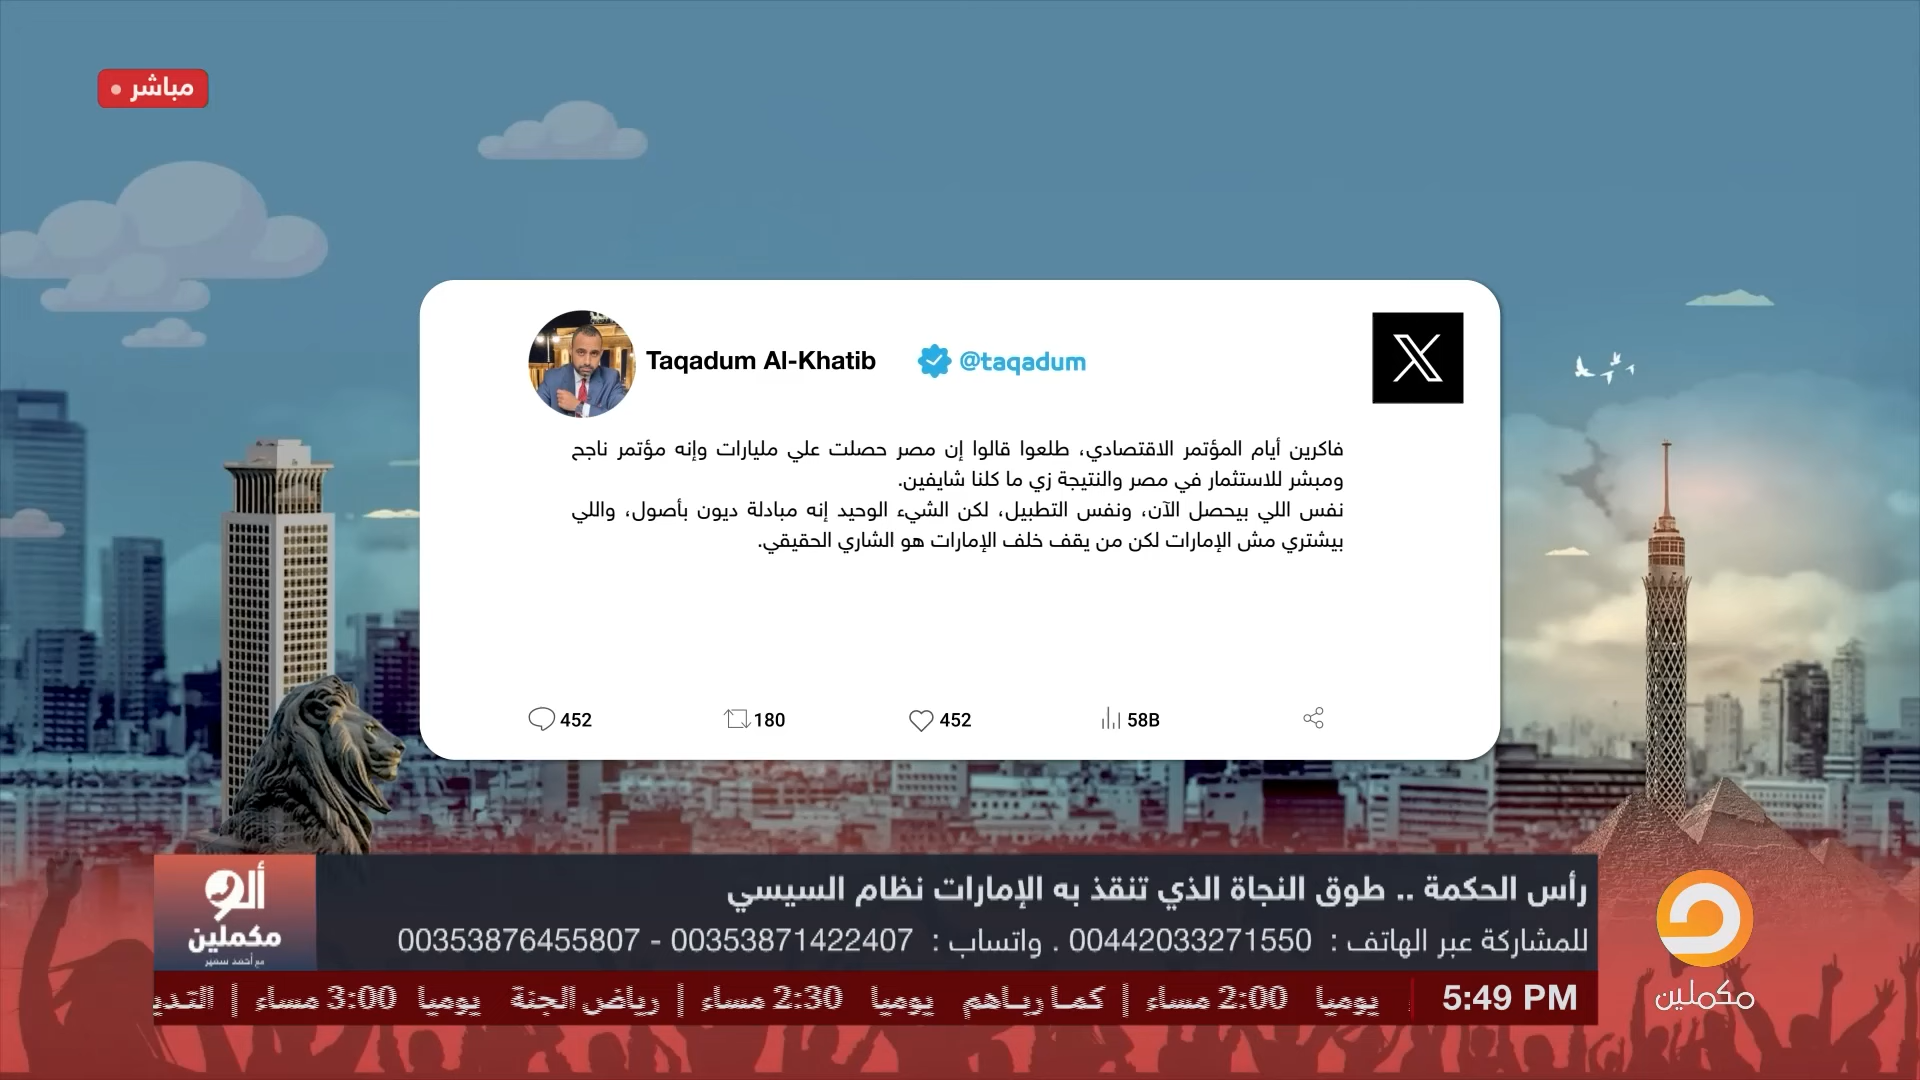 مباشر
Taqadum Al-Khatib @taqadum
فاكرين أيام المؤتمر الاقتصادي، طلعوا قالوا إن مصر حصلت علي مليارات وإنه مؤتمر ناجح
ومبشر للاستثمار في مصر والنتيجة زي ما كلنا شايفين.
نفس اللي بيحصل الآن، ونفس التطبيل، لكن الشيء الوحيد إنه مبادلة ديون بأصول، واللي
بيشتري مش الإمارات لكن من يقف خلف الإمارات هو الشاري الحقيقي.
452 180 452 58B
رأس الحكمة .. طوق النجاة الذي تنقذ به الإمارات نظام السيسي
للمشاركة عبر الهاتف : 00442033271550 . واتساب : 00353871422407 - 00353876455807
ألو
مكملين
مع أحمد سمير
5:49 PM
يوميا 2:00 مساء | كما رباهم يوميا 2:30 مساء | رياض الجنة يوميا 3:00 مساء |
مكملين